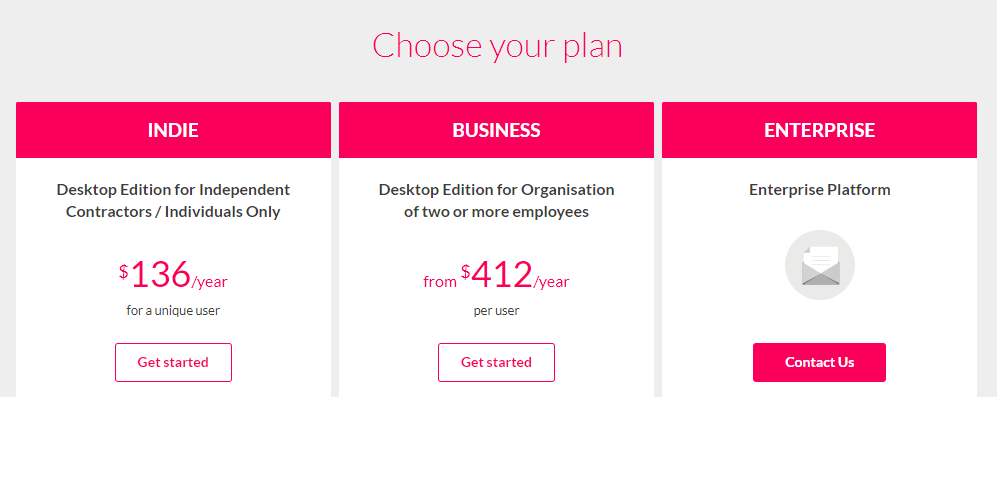 Choose your plan
INDIE
Desktop Edition for Independent
Contractors / Individuals Only
$136/year
for a unique user
Get started
BUSINESS
Desktop Edition for Organisation
of two or more employees
from $412/year
per user
Get started
ENTERPRISE
Enterprise Platform
Contact Us